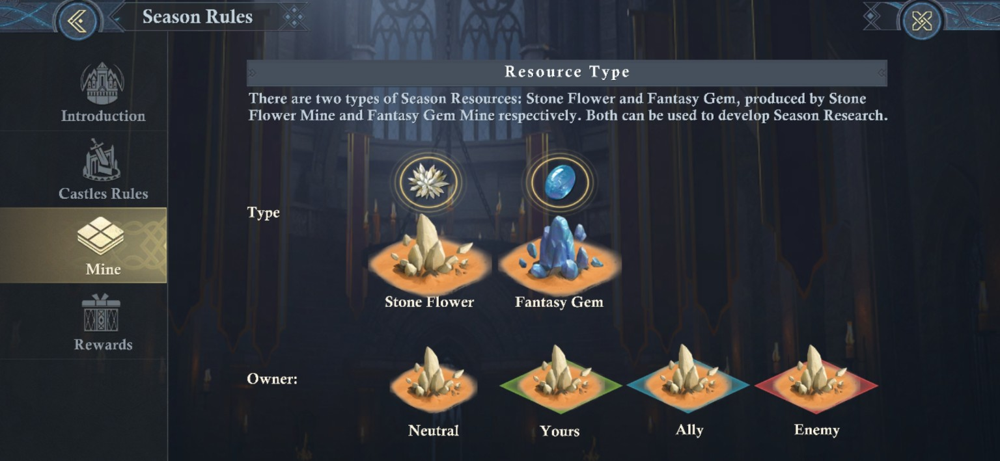 Season Rules
Introduction
Castles Rules
Mine
Rewards
Resource Type
There are two types of Season Resources: Stone Flower and Fantasy Gem, produced by Stone
Flower Mine and Fantasy Gem Mine respectively. Both can be used to develop Season Research.
Type
Stone Flower
Fantasy Gem
Owner:
Neutral
Yours
Ally
Enemy